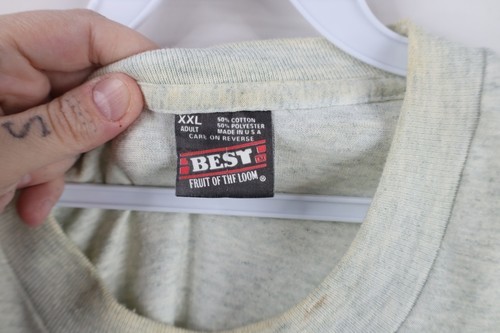 XXL
ADULT
50% COTTON
50% POLYESTER
MADE IN U S A
CARE ON REVERSE
BEST
FRUIT OF THE LOOM ®
S